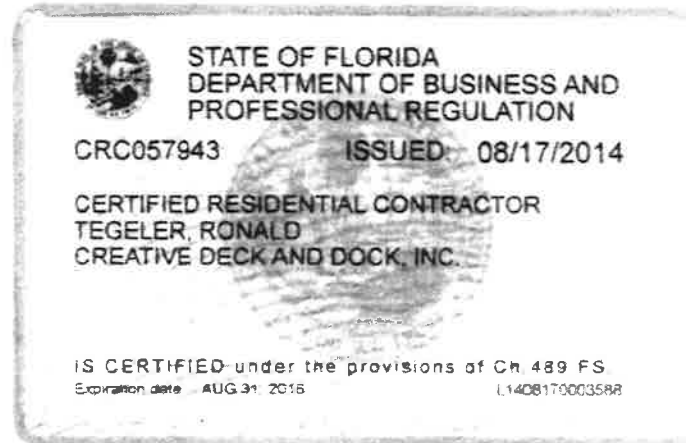 STATE OF FLORIDA
DEPARTMENT OF BUSINESS AND
PROFESSIONAL REGULATION
CRC057943 ISSUED: 08/17/2014
CERTIFIED RESIDENTIAL CONTRACTOR
TEGELER, RONALD
CREATIVE DECK AND DOCK, INC.
IS CERTIFIED under the provisions of Ch.489 FS.
Expiration date : AUG 31, 2016 L1408170003588